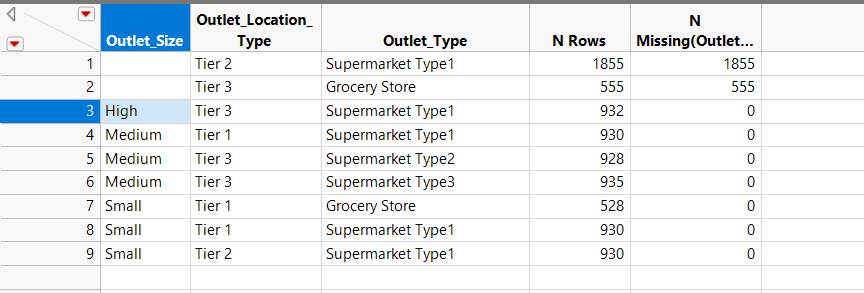 Outlet_Size Outlet_Location_Type Outlet_Type N Rows N Missing(Outlet...
1 Tier 2 Supermarket Type1 1855 1855
2 Tier 3 Grocery Store 555 555
3 High Tier 3 Supermarket Type1 932 0
4 Medium Tier 1 Supermarket Type1 930 0
5 Medium Tier 3 Supermarket Type2 928 0
6 Medium Tier 3 Supermarket Type3 935 0
7 Small Tier 1 Grocery Store 528 0
8 Small Tier 1 Supermarket Type1 930 0
9 Small Tier 2 Supermarket Type1 930 0